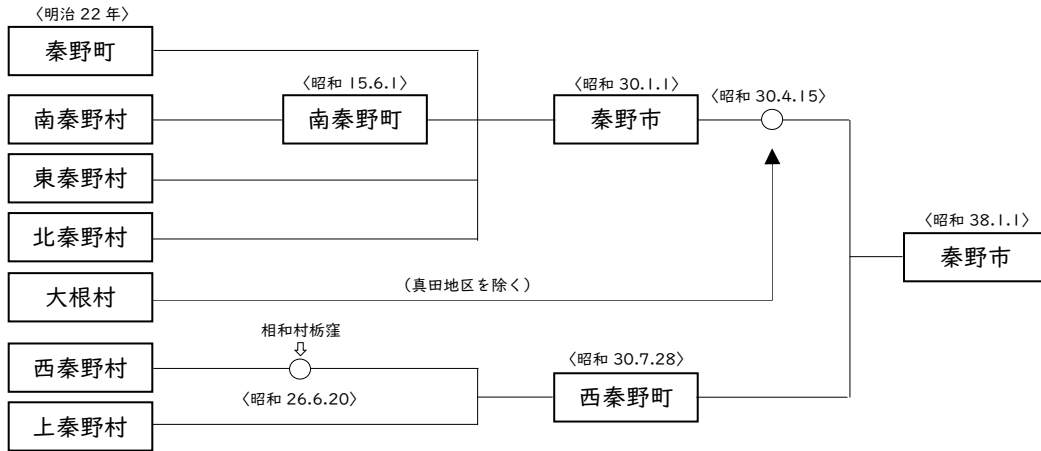 〈明治 22 年〉
秦野町
〈昭和 15.6.1〉
〈昭和 30.1.1〉
〈昭和 30.4.15〉
南秦野村
南秦野町
秦野市
東秦野村
北秦野村
〈昭和 38.1.1〉
秦野市
大根村
(真田地区を除く)
相和村栃窪
西秦野村
〈昭和 26.6.20〉
〈昭和 30.7.28〉
西秦野町
上秦野村